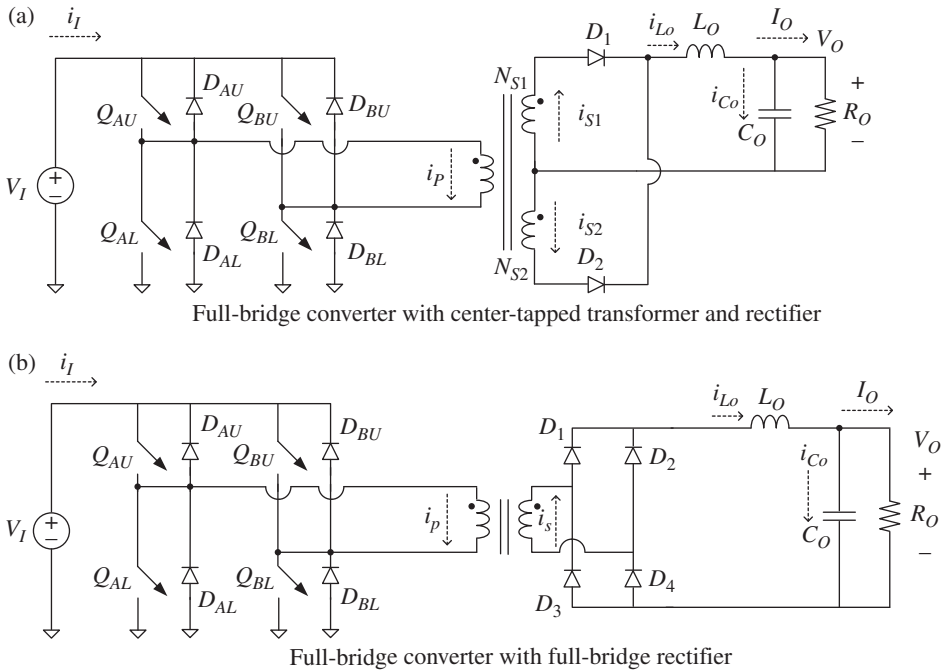 (a)
i_I
D_1
i_Lo
L_O
I_O
V_O
N_S1
D_AU
D_BU
Q_AU
Q_BU
i_S1
i_Co
C_O
+
R_O
−
i_P
V_I
+
−
i_S2
Q_AL
Q_BL
D_AL
D_BL
D_2
N_S2
Full-bridge converter with center-tapped transformer and rectifier
(b)
i_I
i_Lo
L_O
I_O
D_1
D_2
V_O
D_AU
D_BU
Q_AU
Q_BU
i_Co
+
i_p
i_s
V_I
+
−
C_O
R_O
−
Q_AL
Q_BL
D_AL
D_BL
D_3
D_4
Full-bridge converter with full-bridge rectifier